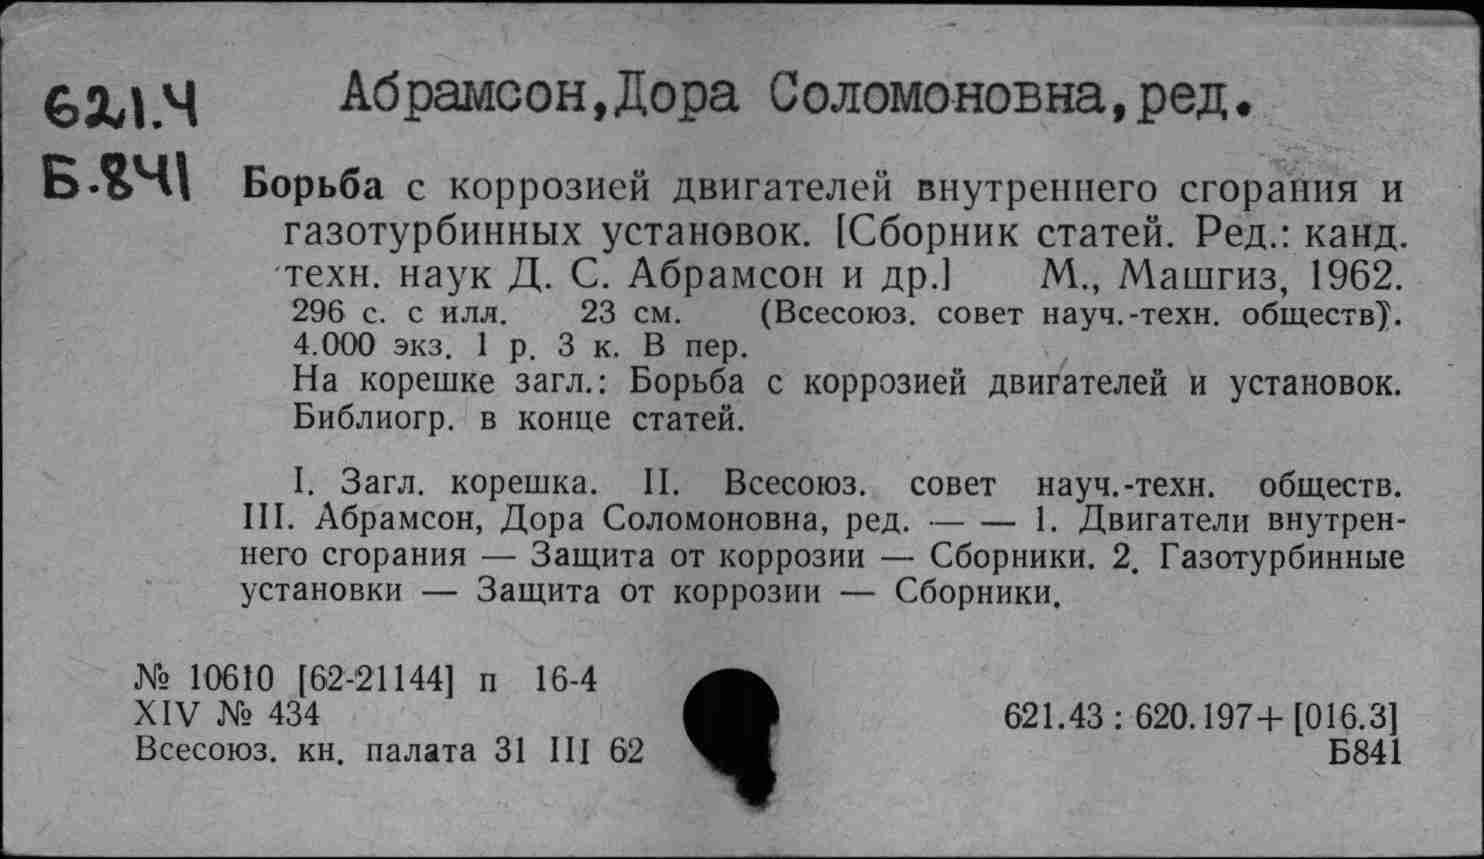 621.4 Абрамсон,Дора Соломоновна,ред.
Б-841 Борьба с коррозией двигателей внутреннего сгорания и
газотурбинных установок. [Сборник статей. Ред.: канд.
техн. наук Д. С. Абрамсон и др.] М., Машгиз, 1962.
296 с. с илл. 23 см. (Всесоюз. совет науч.-техн. обществ).
4.000 экз. 1 р. 3 к. В пер.
На корешке загл.: Борьба с коррозией двигателей и установок.
Библиогр. в конце статей.
I. Загл. корешка. II. Всесоюз. совет науч.-техн. обществ.
III. Абрамсон, Дора Соломоновна, ред. — — 1. Двигатели внутрен-
него сгорания — Защита от коррозии — Сборники. 2. Газотурбинные
установки — Защита от коррозии — Сборники.
№ 10610 [62-21144] п 16-4
XIV № 434
621.43 : 620.197+[016.3]
Всесоюз. кн. палата 31 III 62
Б841